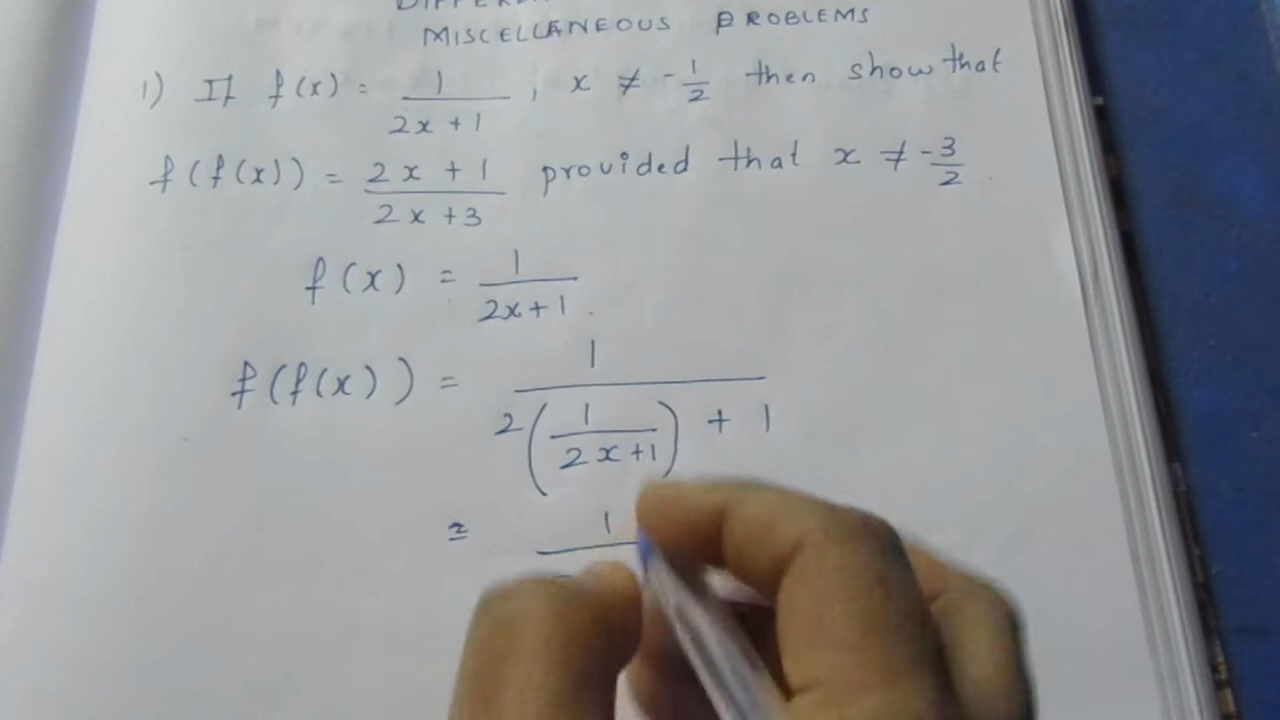 MISCELLANEOUS PROBLEMS
1) If f(x) = 1/(2x + 1), x ≠ -1/2 then show that
f(f(x)) = (2x + 1)/(2x + 3) provided that x ≠ -3/2
f(x) = 1/(2x+1).
f(f(x)) = 1/(2(1/(2x+1)) + 1)
= 1